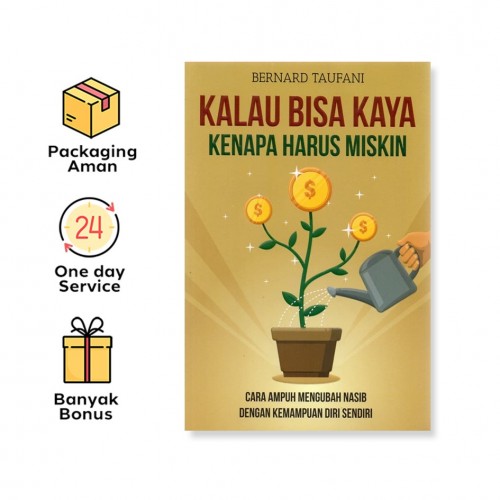 Packaging
Aman
24
One day
Service
Banyak
Bonus
BERNARD TAUFANI
KALAU BISA KAYA
KENAPA HARUS MISKIN
$
$
$
CARA AMPUH MENGUBAH NASIB
DENGAN KEMAMPUAN DIRI SENDIRI